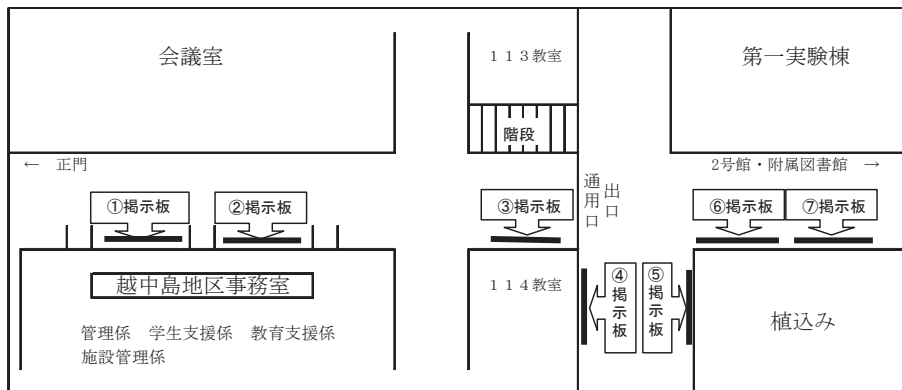 会議室
113教室
第一実験棟
階段
← 正門
2号館・附属図書館 →
通用口
出口
①掲示板
②掲示板
③掲示板
⑥掲示板
⑦掲示板
④掲示板
⑤掲示板
越中島地区事務室
114教室
植込み
管理係 学生支援係 教育支援係
施設管理係